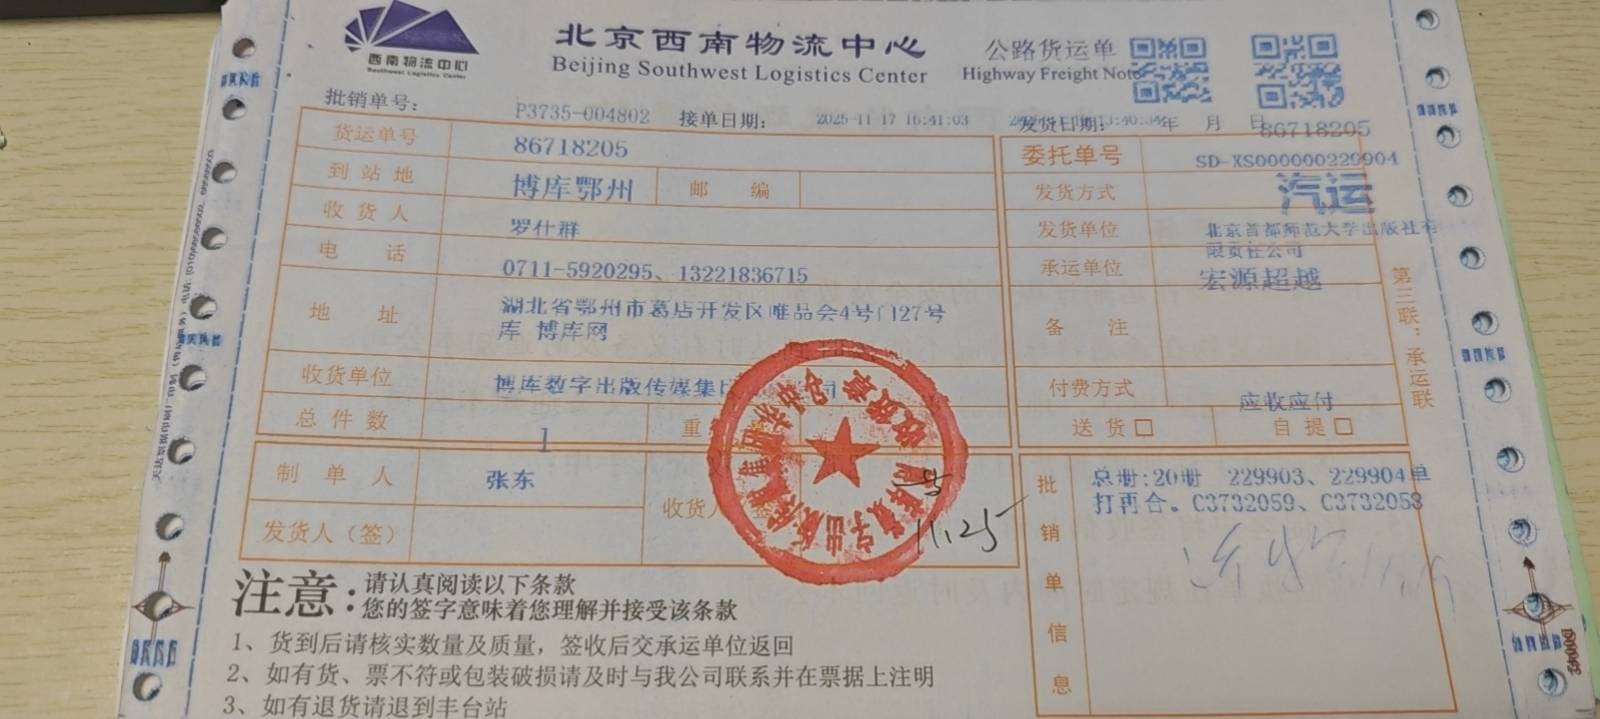 西南物流中心
Southwest Logistics Center
北京西南物流中心
Beijing Southwest Logistics Center
公路货运单
Highway Freight Note
批销单号: P3735-004802 接单日期: 2025-11-17 16:41:03 发货日期: 年 月 日
86718205
货运单号 86718205 委托单号 SD-XS000000229904
到站地 博库鄂州 邮编 发货方式 汽运
收货人 罗什群 发货单位 北京首都师范大学出版社有限责任公司
电话 0711-5920295、13221836715 承运单位 宏源超越
地址 湖北省鄂州市葛店开发区唯品会4号门27号
库 博库网
备注
收货单位 博库数字出版传媒集 付费方式 应收应付
总件数 1 重 送货□ 自提□
制单人 张东 收货人
发货人（签）
11.25
批销单信息
总册:20册 229903、229904单
打再合。C3732059、C3732058
第三联：承运联
注意:
请认真阅读以下条款
您的签字意味着您理解并接受该条款
1、货到后请核实数量及质量，签收后交承运单位返回
2、如有货、票不符或包装破损请及时与我公司联系并在票据上注明
3、如有退货请退到丰台站